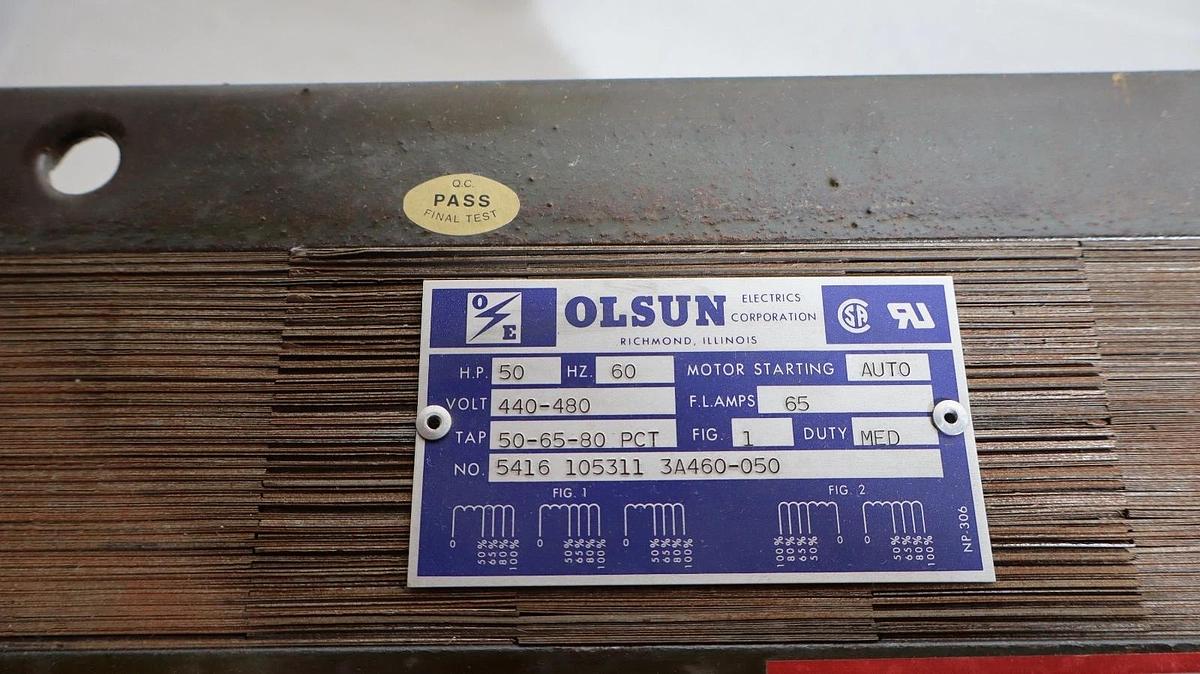 Q.C.
PASS
FINAL TEST
O E
OLSUN ELECTRICS CORPORATION
RICHMOND, ILLINOIS
H.P. 50 HZ. 60 MOTOR STARTING AUTO
VOLT 440-480 F.L.AMPS 65
TAP 50-65-80 PCT FIG. 1 DUTY MED
NO. 5416 105311 3A460-050
FIG. 1 FIG. 2
0 50% 65% 80% 100% 0 50% 65% 80% 100% 0 50% 65% 80% 100% 100% 80% 65% 50% 0 0 50% 65% 80% 100%
NP-306